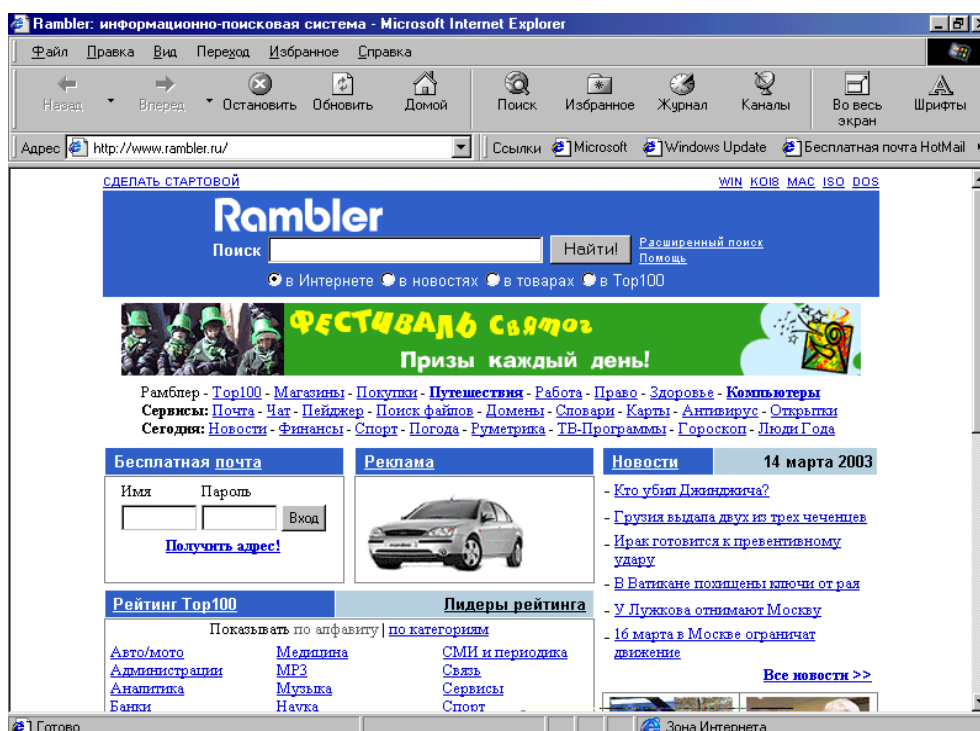 Rambler: информационно-поисковая система - Microsoft Internet Explorer
Файл Правка Вид Переход Избранное Справка
Назад Вперед Остановить Обновить Домой Поиск Избранное Журнал Каналы Во весь экран Шрифты
Адрес http://www.rambler.ru/ Ссылки Microsoft Windows Update Бесплатная почта HotMail
СДЕЛАТЬ СТАРТОВОЙ WIN KOI8 MAC ISO DOS
Rambler
Поиск Найти! Расширенный поиск
Помощь
в Интернете в новостях в товарах в Top100
ФЕСТИВАЛЬ Святог
Призы каждый день!
Рамблер - Top100 - Магазины - Покупки - Путешествия - Работа - Право - Здоровье - Компьютеры
Сервисы: Почта - Чат - Пейджер - Поиск файлов - Домены - Словари - Карты - Антивирус - Открытки
Сегодня: Новости - Финансы - Спорт - Погода - Руметрика - ТВ-Программы - Гороскоп - Люди Года
Бесплатная почта
Имя Пароль
Вход
Получить адрес!
Реклама
Новости 14 марта 2003
- Кто убил Джинджича?
- Грузия выдала двух из трех чеченцев
- Ирак готовится к превентивному
удару
- В Ватикане похищены ключи от рая
- У Лужкова отнимают Москву
- 16 марта в Москве ограничат
движение
Все новости >>
Рейтинг Top100 Лидеры рейтинга
Показывать по алфавиту | по категориям
Авто/мото Медицина СМИ и периодика
Администрации MP3 Связь
Аналитика Музыка Сервисы
Банки Наука Спорт
Готово Зона Интернета